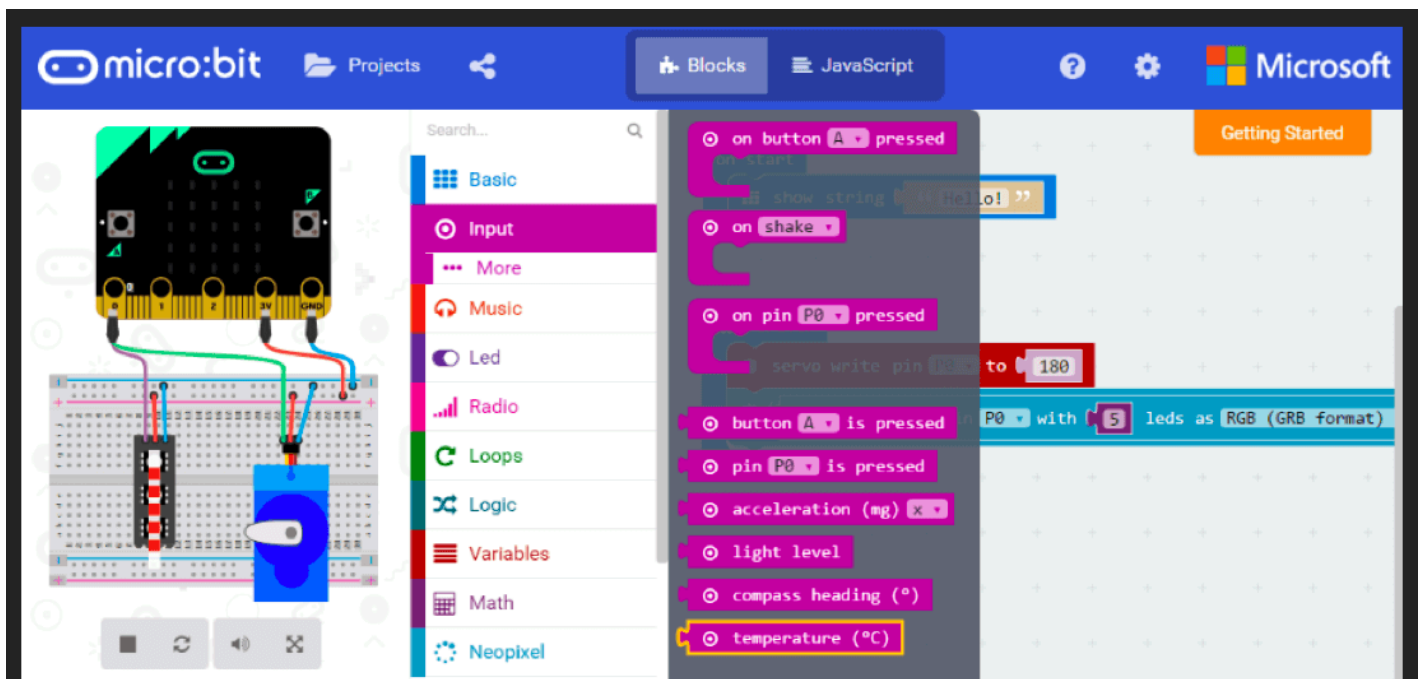 micro:bit Projects Blocks JavaScript Microsoft
Search...
Getting Started
Basic
Input
More
Music
Led
Radio
Loops
Logic
Variables
Math
Neopixel
on button A pressed
on shake
on pin P0 pressed
button A is pressed
pin P0 is pressed
acceleration (mg) x
light level
compass heading (º)
temperature (ºC)
on start
show string “ Hello! ”
servo write pin P0 to 180
P0 with 5 leds as RGB (GRB format)
0 1 2 3V GND
A
B